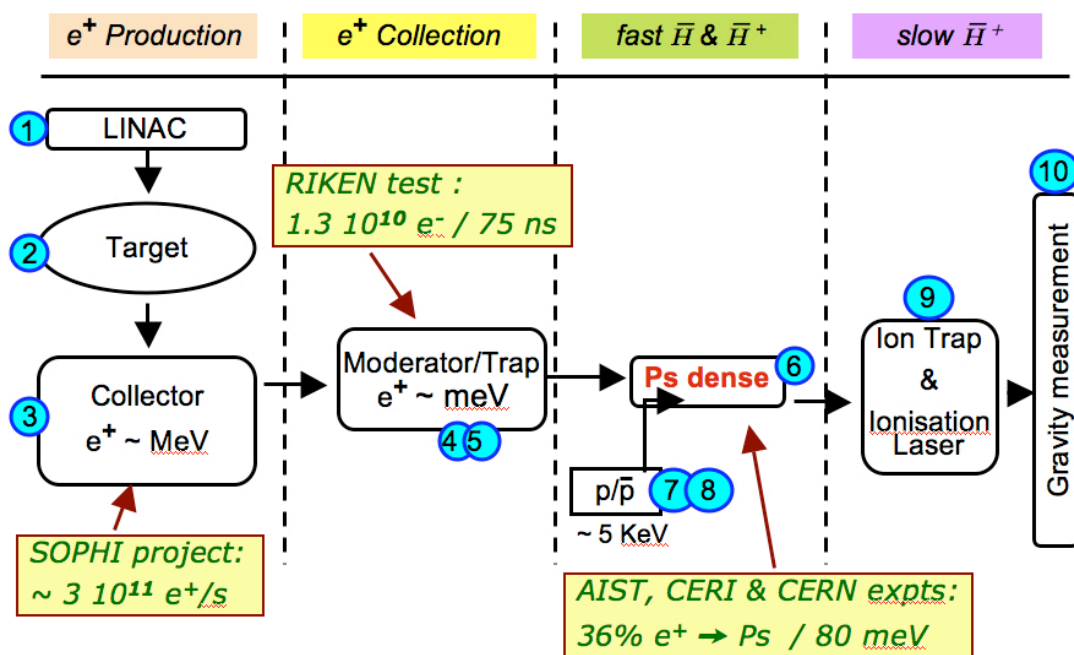 e⁺ Production
e⁺ Collection
fast H̅ & H̅⁺
slow H̅⁺
1
LINAC
2
Target
3
Collector
e⁺ ~ MeV
SOPHI project:
~ 3 10¹¹ e⁺/s
RIKEN test :
1.3 10¹⁰ e⁻ / 75 ns
Moderator/Trap
e⁺ ~ meV
4
5
Ps dense
6
p/p̅
7
8
~ 5 KeV
AIST, CERI & CERN expts:
36% e⁺ → Ps / 80 meV
9
Ion Trap
&
Ionisation
Laser
10
Gravity measurement